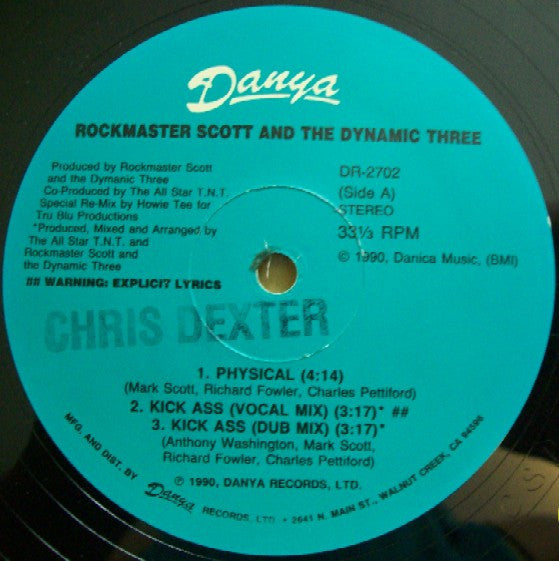 Danya
ROCKMASTER SCOTT AND THE DYNAMIC THREE
Produced by Rockmaster Scott
and the Dymanic Three
Co-Produced by The All Star T.N.T.
Special Re-Mix by Howie Tee for
Tru Blu Productions
*Produced, Mixed and Arranged by
The All Star T.N.T. and
Rockmaster Scott and
the Dynamic Three
## WARNING: EXPLICI? LYRICS
DR-2702
(Side A)
STEREO
33⅓ RPM
© 1990, Danica Music, (BMI)
CHRIS DEXTER
1. PHYSICAL (4:14)
(Mark Scott, Richard Fowler, Charles Pettiford)
2. KICK ASS (VOCAL MIX) (3:17)* ##
3. KICK ASS (DUB MIX) (3:17)*
(Anthony Washington, Mark Scott,
Richard Fowler, Charles Pettiford)
℗ 1990, DANYA RECORDS, LTD.
MFG. AND DIST. BY Danya RECORDS, LTD. • 2641 N. MAIN ST., WALNUT CREEK, CA 94596